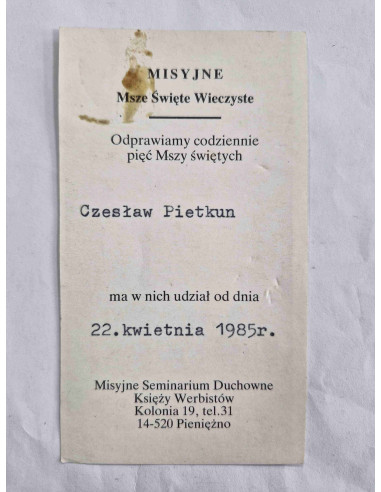 MISYJNE
Msze Święte Wieczyste
Odprawiamy codziennie
pięć Mszy świętych
Czesław Pietkun
ma w nich udział od dnia
22.kwietnia 1985r.
Misyjne Seminarium Duchowne
Księży Werbistów
Kolonia 19, tel.31
14-520 Pieniężno